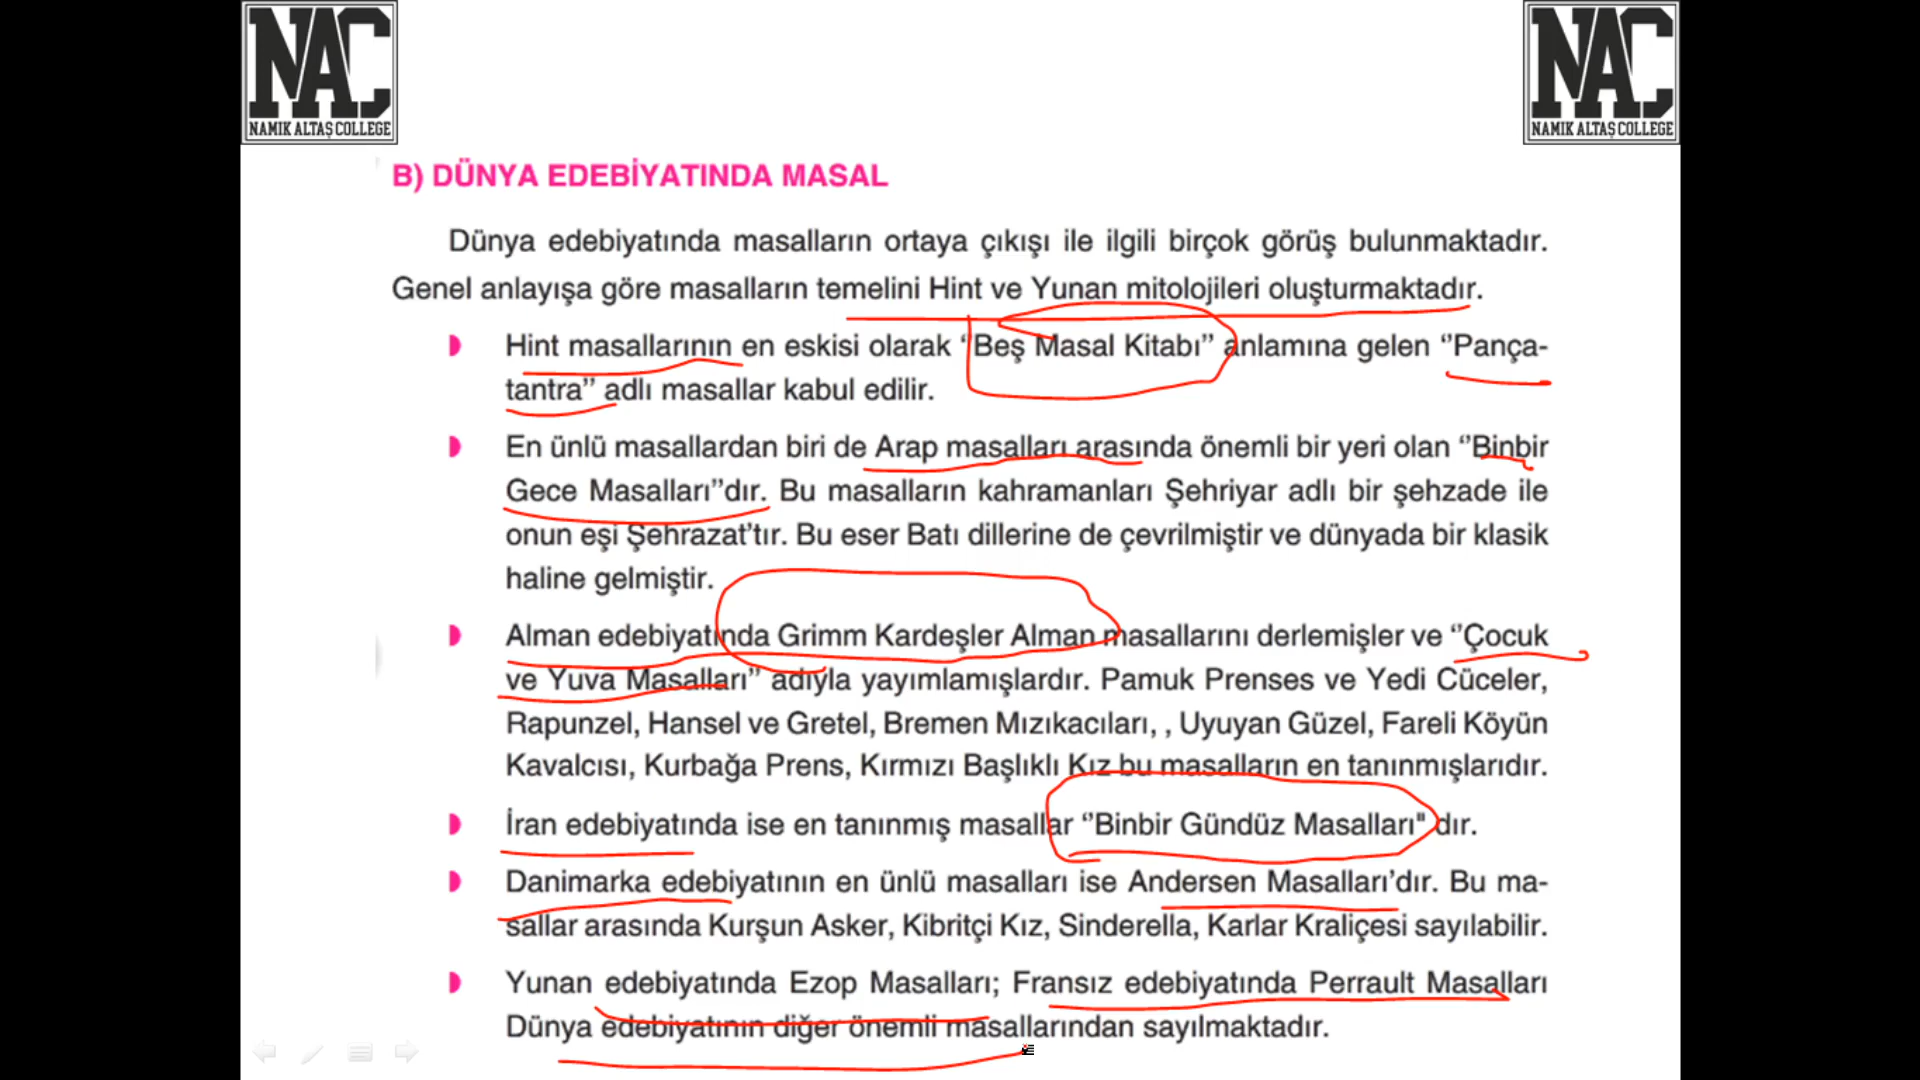 NAC
NAMIK ALTAŞ COLLEGE
NAC
NAMIK ALTAŞ COLLEGE
B) DÜNYA EDEBİYATINDA MASAL
Dünya edebiyatında masalların ortaya çıkışı ile ilgili birçok görüş bulunmaktadır.
Genel anlayışa göre masalların temelini Hint ve Yunan mitolojileri oluşturmaktadır.
Hint masallarının en eskisi olarak ‘’Beş Masal Kitabı’’ anlamına gelen ‘’Pança-
tantra’’ adlı masallar kabul edilir.
En ünlü masallardan biri de Arap masalları arasında önemli bir yeri olan ‘’Binbir
Gece Masalları’’dır. Bu masalların kahramanları Şehriyar adlı bir şehzade ile
onun eşi Şehrazat’tır. Bu eser Batı dillerine de çevrilmiştir ve dünyada bir klasik
haline gelmiştir.
Alman edebiyatında Grimm Kardeşler Alman masallarını derlemişler ve ‘’Çocuk
ve Yuva Masalları’’ adıyla yayımlamışlardır. Pamuk Prenses ve Yedi Cüceler,
Rapunzel, Hansel ve Gretel, Bremen Mızıkacıları, , Uyuyan Güzel, Fareli Köyün
Kavalcısı, Kurbağa Prens, Kırmızı Başlıklı Kız bu masalların en tanınmışlarıdır.
İran edebiyatında ise en tanınmış masallar ‘’Binbir Gündüz Masalları" dır.
Danimarka edebiyatının en ünlü masalları ise Andersen Masalları’dır. Bu ma-
sallar arasında Kurşun Asker, Kibritçi Kız, Sinderella, Karlar Kraliçesi sayılabilir.
Yunan edebiyatında Ezop Masalları; Fransız edebiyatında Perrault Masalları
Dünya edebiyatının diğer önemli masallarından sayılmaktadır.